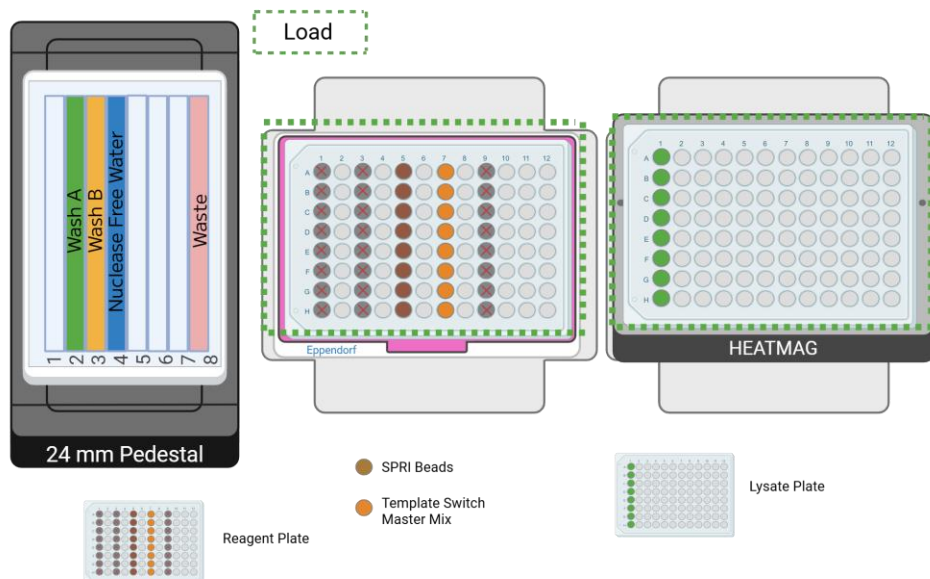 Load
Wash A
Wash B
Nuclease Free Water
Waste
1 2 3 4 5 6 7 8
24 mm Pedestal
1 2 3 4 5 6 7 8 9 10 11 12
A
B
C
D
E
F
G
H
Eppendorf
1 2 3 4 5 6 7 8 9 10 11 12
A
B
C
D
E
F
G
H
HEATMAG
SPRI Beads
Template Switch
Master Mix
Reagent Plate
Lysate Plate